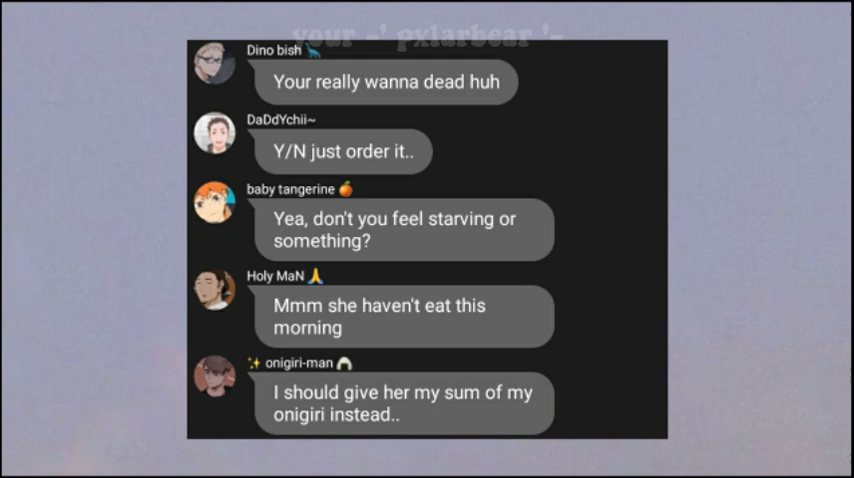 your -' pxlarbear '-
Dino bish 🦕
Your really wanna dead huh
DaDdYchii~
Y/N just order it..
baby tangerine 🍊
Yea, don't you feel starving or
something?
Holy MaN 🙏
Mmm she haven't eat this
morning
✨ onigiri-man 🍙
I should give her my sum of my
onigiri instead..